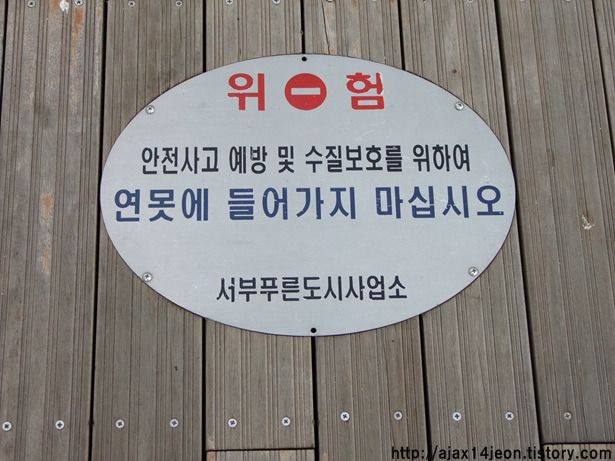 위험
안전사고 예방 및 수질보호를 위하여
연못에 들어가지 마십시오
서부푸른도시사업소
http://ajax14jeon.tistory.com